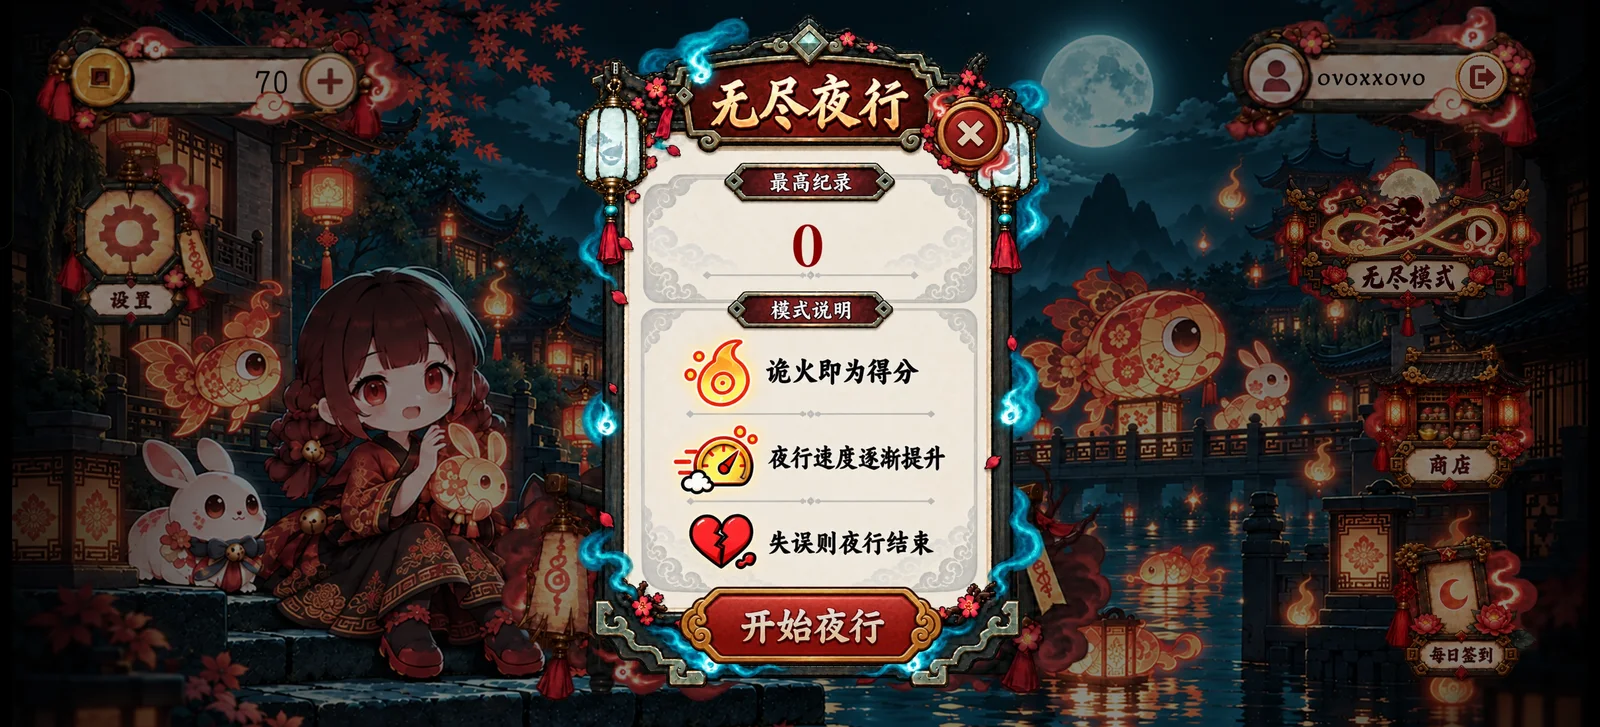 70
ovoxxovo
设置
无尽夜行
最高纪录
0
模式说明
诡火即为得分
夜行速度逐渐提升
失误则夜行结束
开始夜行
无尽模式
商店
每日签到